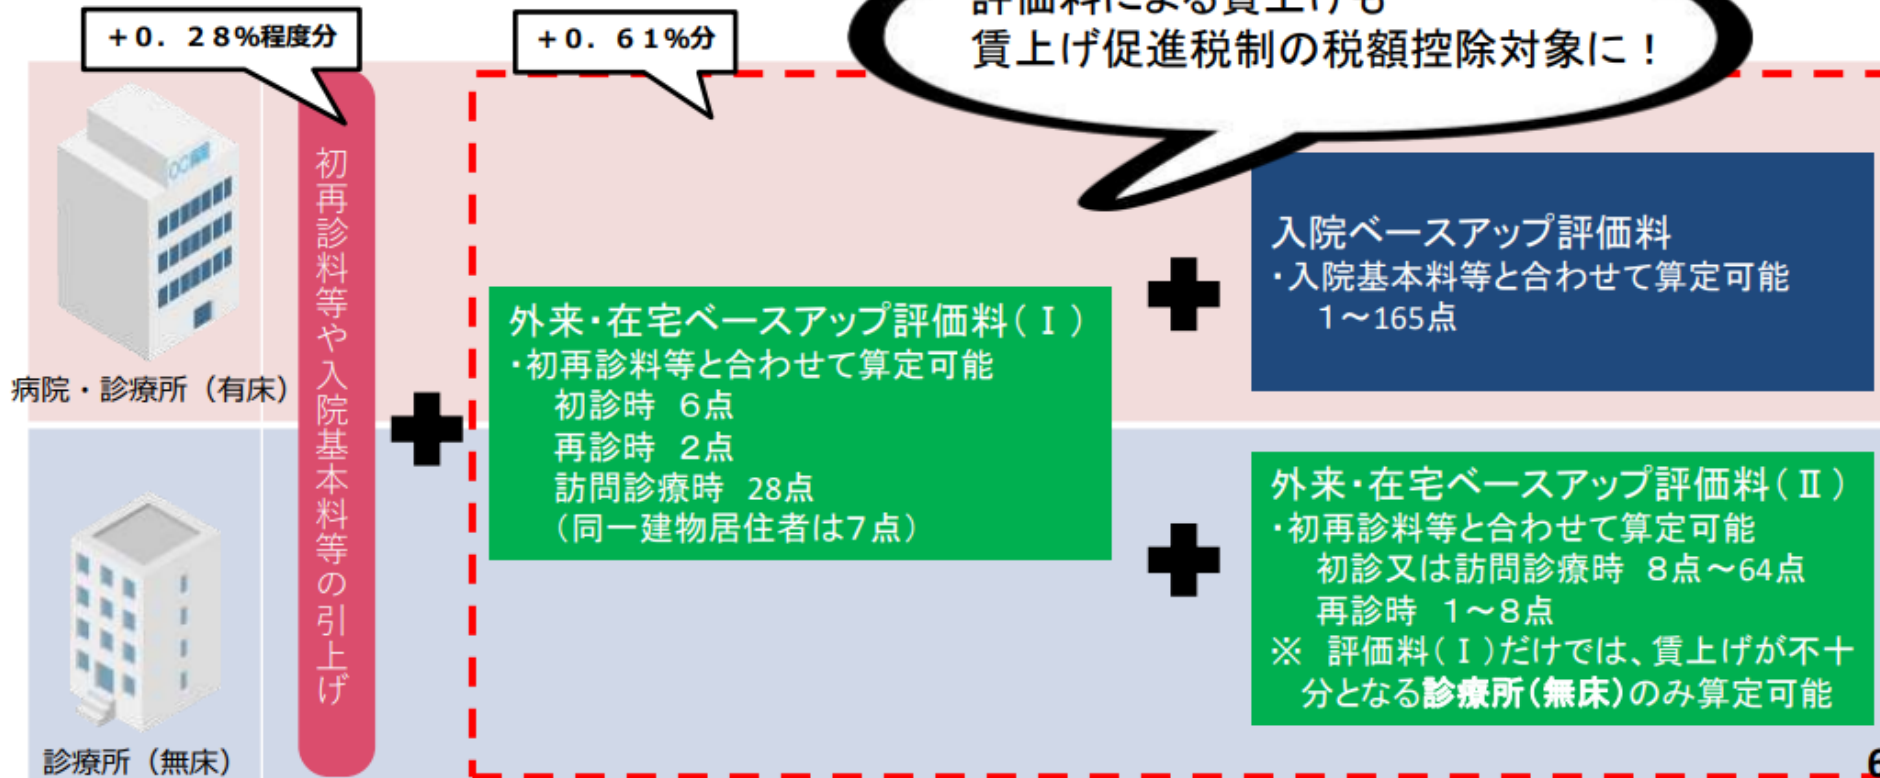 +0．28%程度分
+0．61%分
評価料による賃上げも
賃上げ促進税制の税額控除対象に！
初再診料等や入院基本料等の引上げ
病院・診療所（有床）
外来・在宅ベースアップ評価料（Ⅰ）
・初再診料等と合わせて算定可能
初診時 6点
再診時 2点
訪問診療時 28点
（同一建物居住者は7点）
入院ベースアップ評価料
・入院基本料等と合わせて算定可能
1～165点
診療所（無床）
外来・在宅ベースアップ評価料（Ⅱ）
・初再診料等と合わせて算定可能
初診又は訪問診療時 8点～64点
再診時 1～8点
※ 評価料（Ⅰ）だけでは、賃上げが不十
分となる診療所（無床）のみ算定可能
6